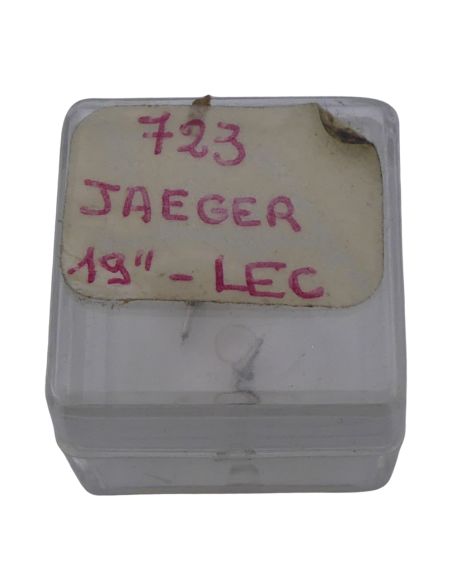 723
JAEGER
19" - LEC